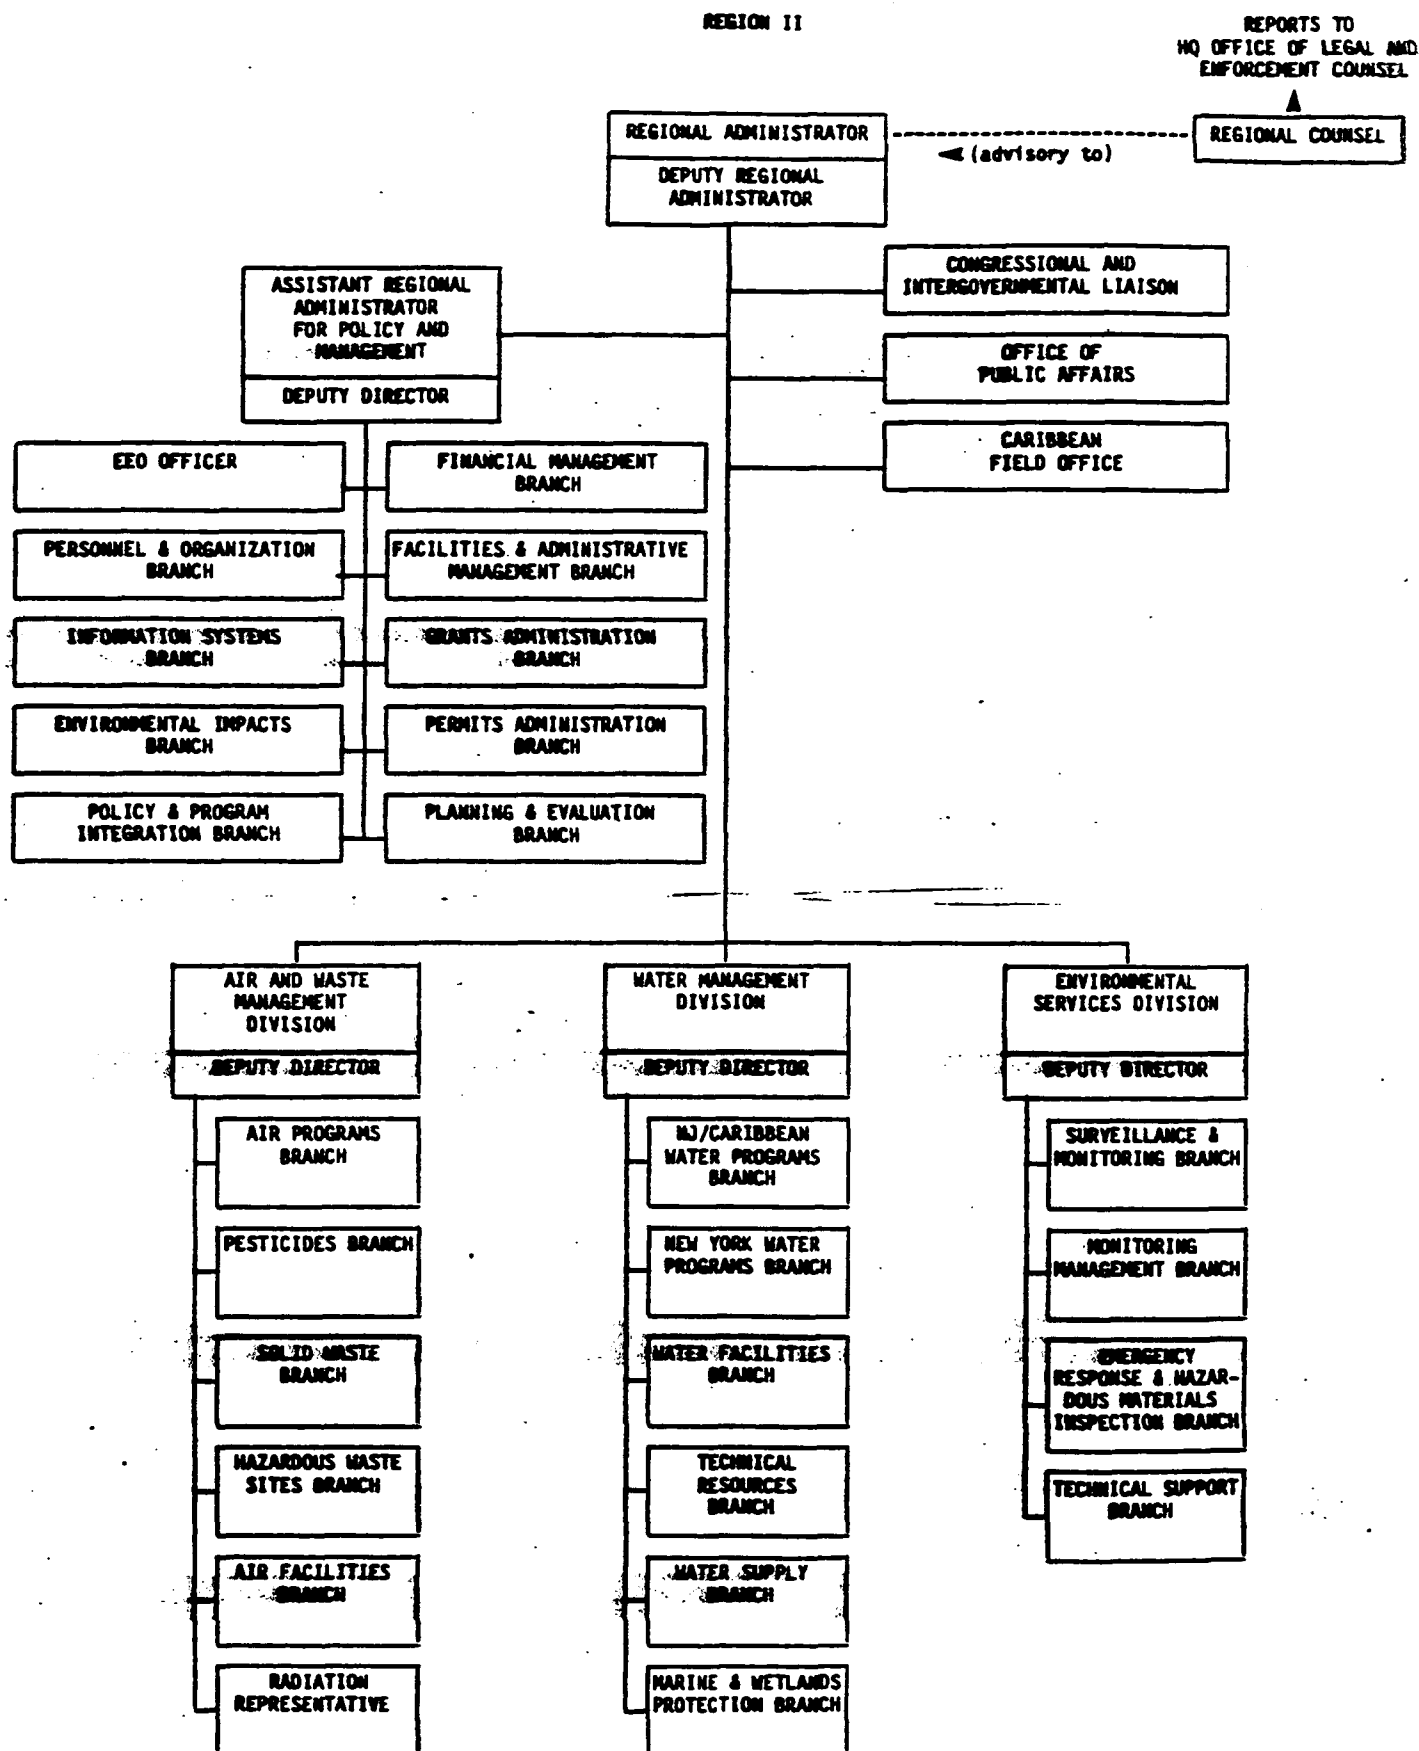 REGION II
REPORTS TO
HQ OFFICE OF LEGAL AND
ENFORCEMENT COUNSEL
REGIONAL ADMINISTRATOR
(advisory to)
REGIONAL COUNSEL
DEPUTY REGIONAL
ADMINISTRATOR
CONGRESSIONAL AND
INTERGOVERNMENTAL LIAISON
ASSISTANT REGIONAL
ADMINISTRATOR
FOR POLICY AND
MANAGEMENT
DEPUTY DIRECTOR
OFFICE OF
PUBLIC AFFAIRS
CARIBBEAN
FIELD OFFICE
EEO OFFICER
FINANCIAL MANAGEMENT
BRANCH
PERSONNEL & ORGANIZATION
BRANCH
FACILITIES & ADMINISTRATIVE
MANAGEMENT BRANCH
INFORMATION SYSTEMS
BRANCH
GRANTS ADMINISTRATION
BRANCH
ENVIRONMENTAL IMPACTS
BRANCH
PERMITS ADMINISTRATION
BRANCH
POLICY & PROGRAM
INTEGRATION BRANCH
PLANNING & EVALUATION
BRANCH
AIR AND WASTE
MANAGEMENT
DIVISION
DEPUTY DIRECTOR
AIR PROGRAMS
BRANCH
PESTICIDES BRANCH
SOLID WASTE
BRANCH
HAZARDOUS WASTE
SITES BRANCH
AIR FACILITIES
BRANCH
RADIATION
REPRESENTATIVE
WATER MANAGEMENT
DIVISION
DEPUTY DIRECTOR
NJ/CARIBBEAN
WATER PROGRAMS
BRANCH
NEW YORK WATER
PROGRAMS BRANCH
WATER FACILITIES
BRANCH
TECHNICAL
RESOURCES
BRANCH
WATER SUPPLY
BRANCH
MARINE & WETLANDS
PROTECTION BRANCH
ENVIRONMENTAL
SERVICES DIVISION
DEPUTY DIRECTOR
SURVEILLANCE &
MONITORING BRANCH
MONITORING
MANAGEMENT BRANCH
EMERGENCY
RESPONSE & HAZAR-
DOUS MATERIALS
INSPECTION BRANCH
TECHNICAL SUPPORT
BRANCH